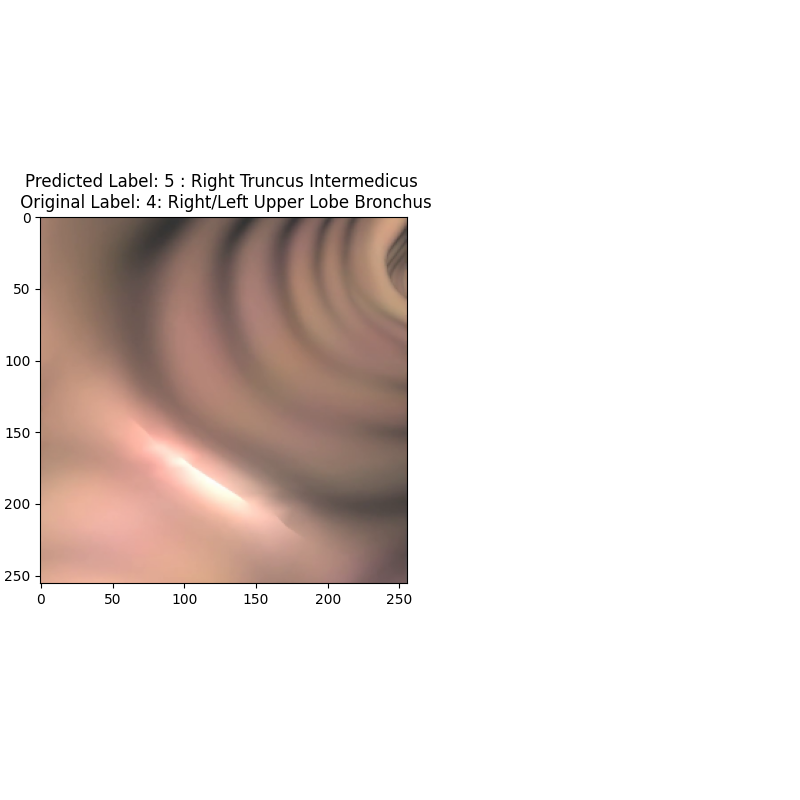 Predicted Label: 5 : Right Truncus Intermedicus
Original Label: 4: Right/Left Upper Lobe Bronchus
0
50
100
150
200
250
0 50 100 150 200 250